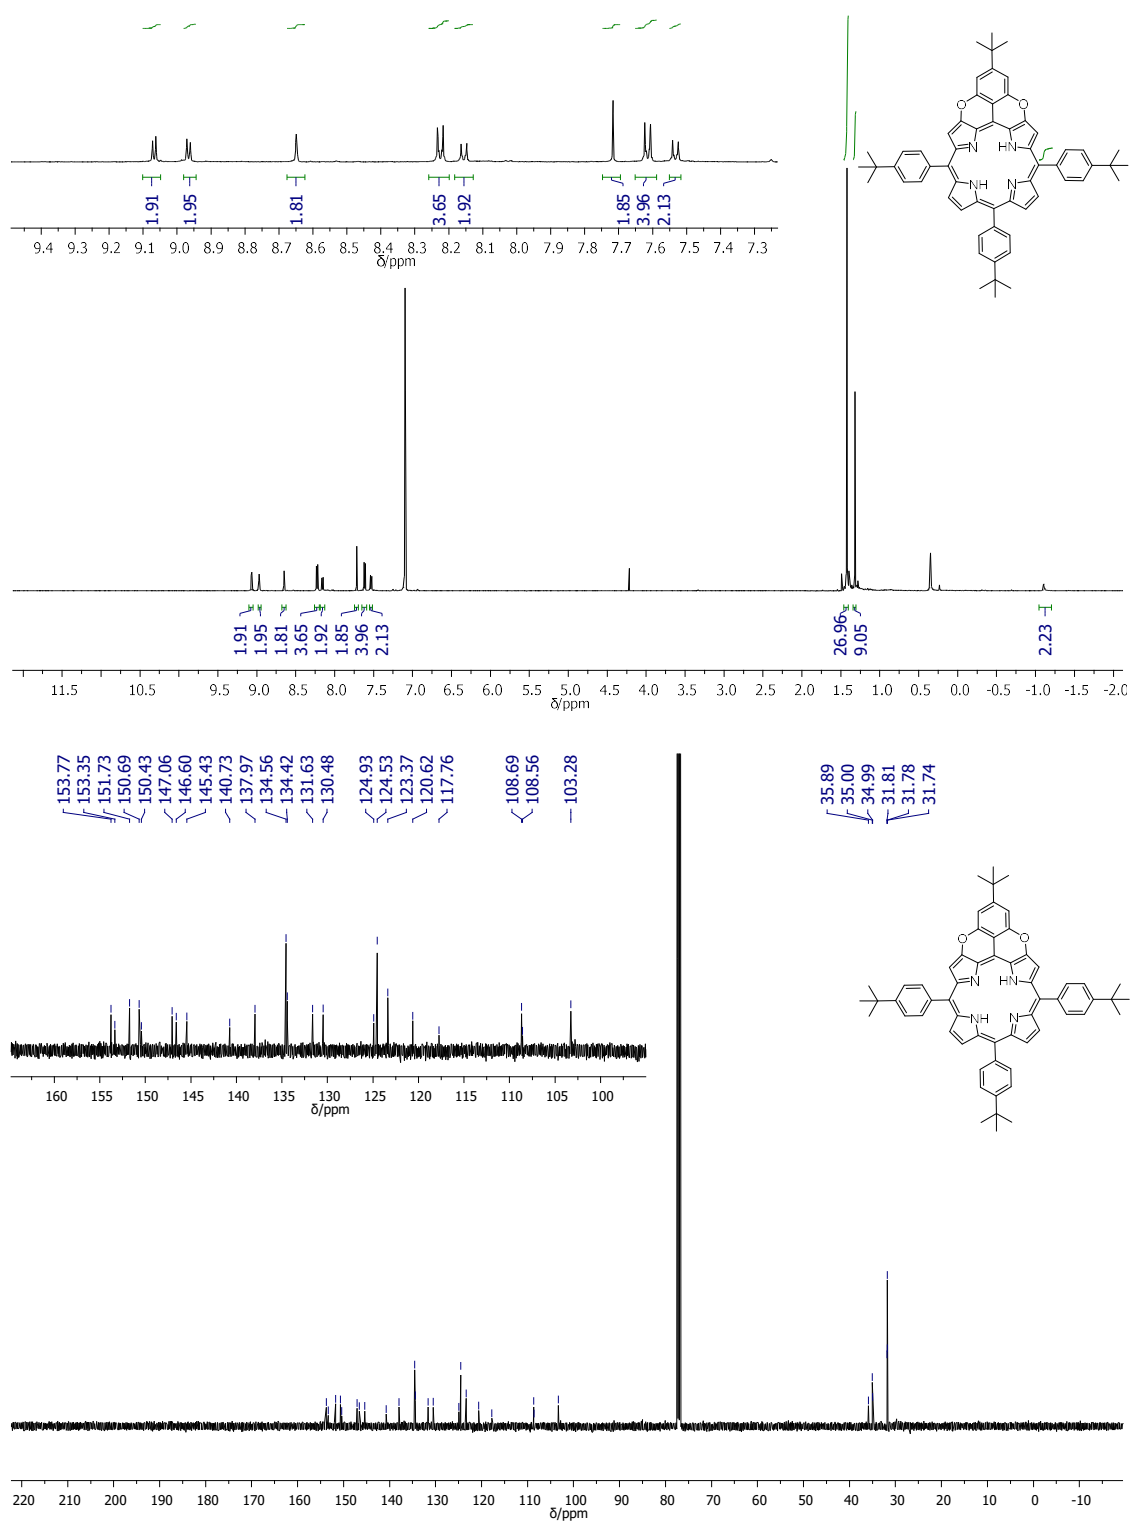 1.91 1.95 1.81 3.65 1.92 1.85 3.96 2.13
9.4 9.3 9.2 9.1 9.0 8.9 8.8 8.7 8.6 8.5 8.4 8.3 8.2 8.1 8.0 7.9 7.8 7.7 7.6 7.5 7.4 7.3
δ/ppm
O O
N HN
NH N
1.91 1.95 1.81 3.65 1.92 1.85 3.96 2.13 26.96 9.05 2.23
11.5 10.5 9.5 9.0 8.5 8.0 7.5 7.0 6.5 6.0 5.5 5.0 4.5 4.0 3.5 3.0 2.5 2.0 1.5 1.0 0.5 0.0 -0.5 -1.0 -1.5 -2.0
δ/ppm
153.77 153.35 151.73 150.69 150.43 147.06 146.60 145.43 140.73 137.97 134.56 134.42 131.63 130.48 124.93 124.53 123.37 120.62 117.76 108.69 108.56 103.28 35.89 35.00 34.99 31.81 31.78 31.74
O O
N HN
NH N
160 155 150 145 140 135 130 125 120 115 110 105 100
δ/ppm
220 210 200 190 180 170 160 150 140 130 120 110 100 90 80 70 60 50 40 30 20 10 0 -10
δ/ppm